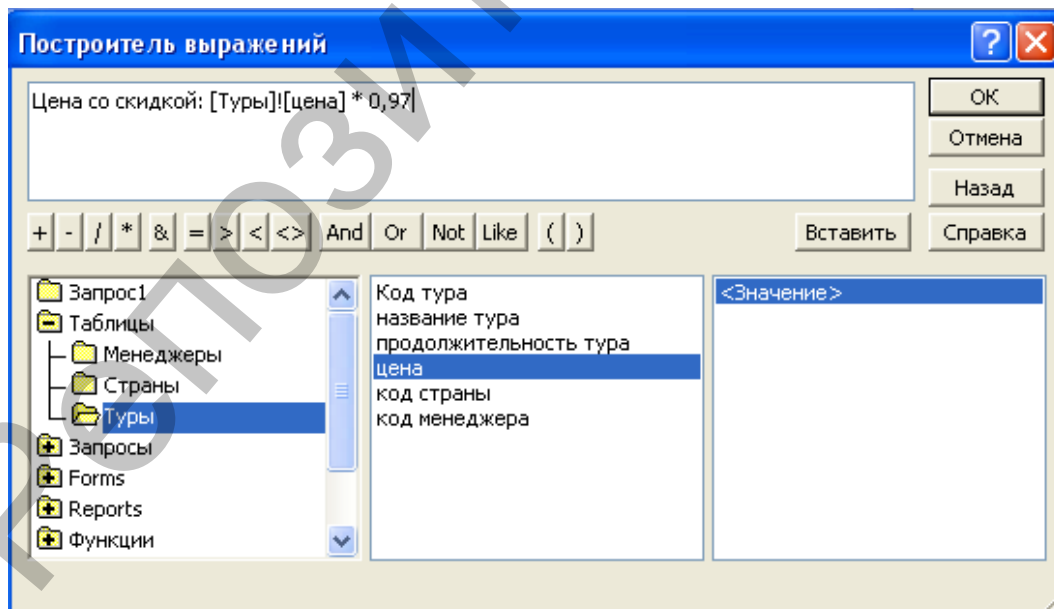 Построитель выражений
Цена со скидкой: [Туры]![цена] * 0,97
ОК
Отмена
Назад
+ - / * & = > < <> And Or Not Like ( ) Вставить Справка
Запрос1
Таблицы
Менеджеры
Страны
Туры
Запросы
Forms
Reports
Функции
Код тура
название тура
продолжительность тура
цена
код страны
код менеджера
<Значение>